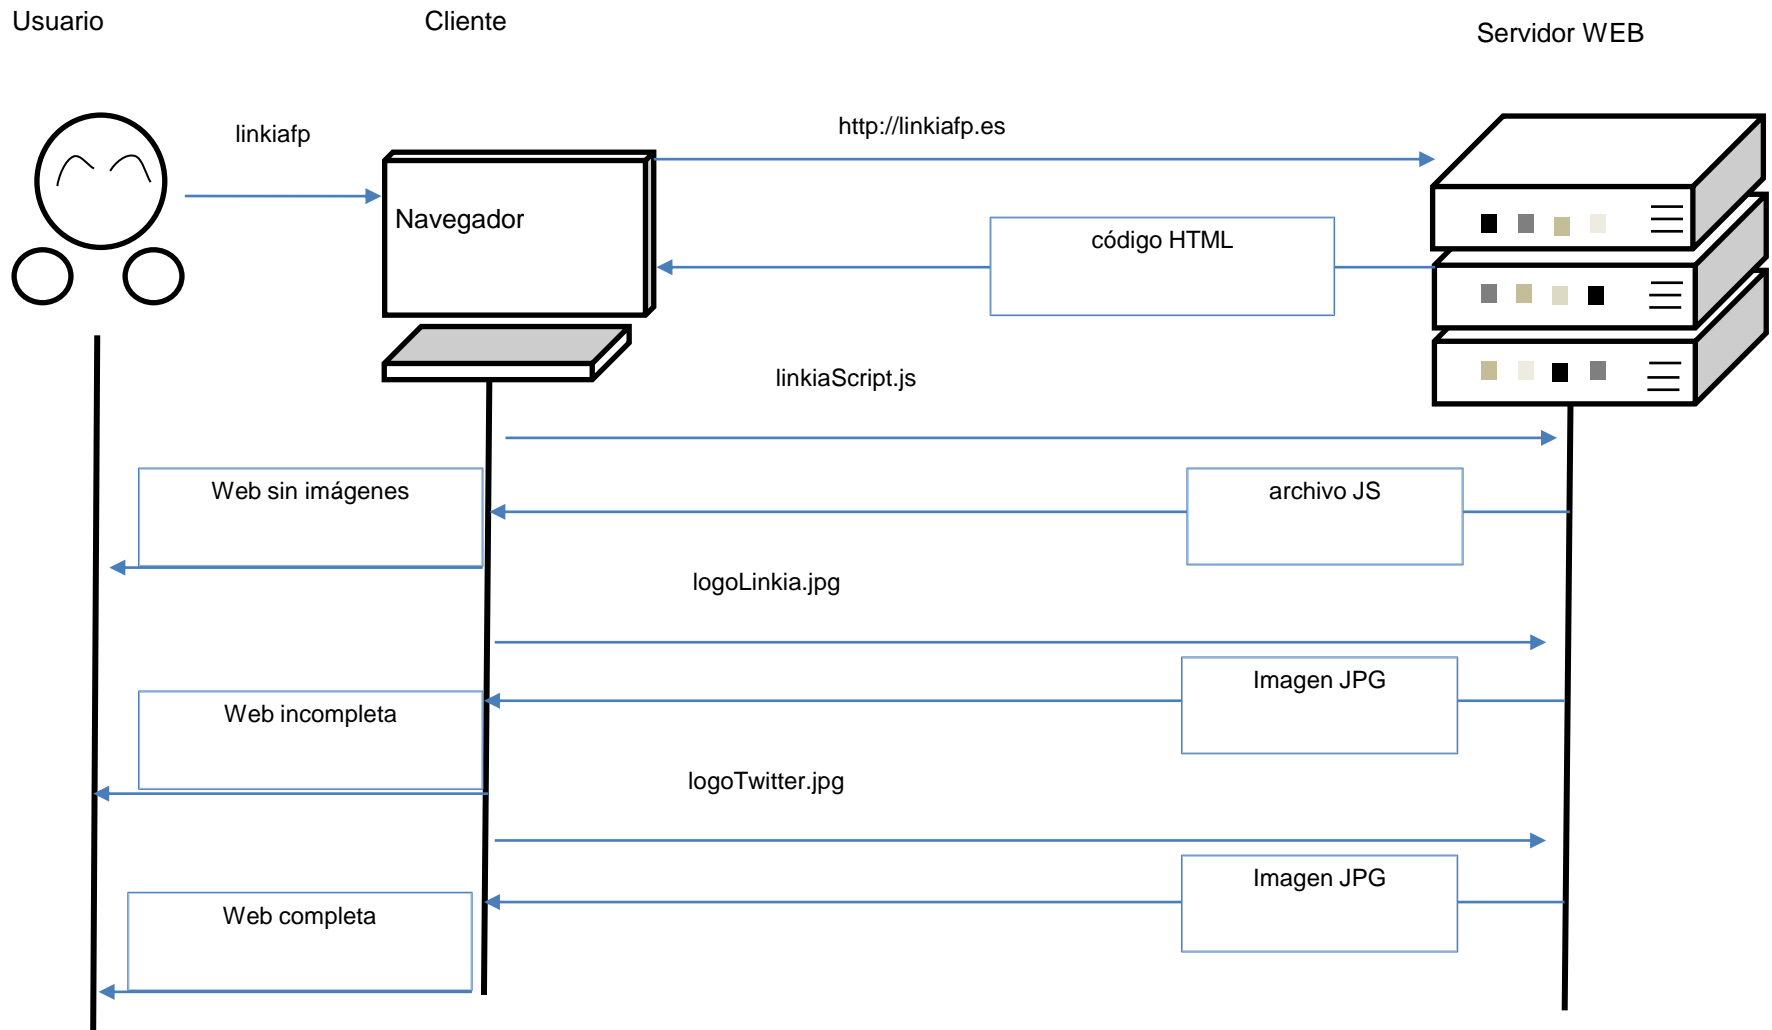 Usuario
Cliente
Servidor WEB
linkiafp
http://linkiafp.es
Navegador
código HTML
linkiaScript.js
Web sin imágenes
archivo JS
logoLinkia.jpg
Imagen JPG
Web incompleta
logoTwitter.jpg
Imagen JPG
Web completa